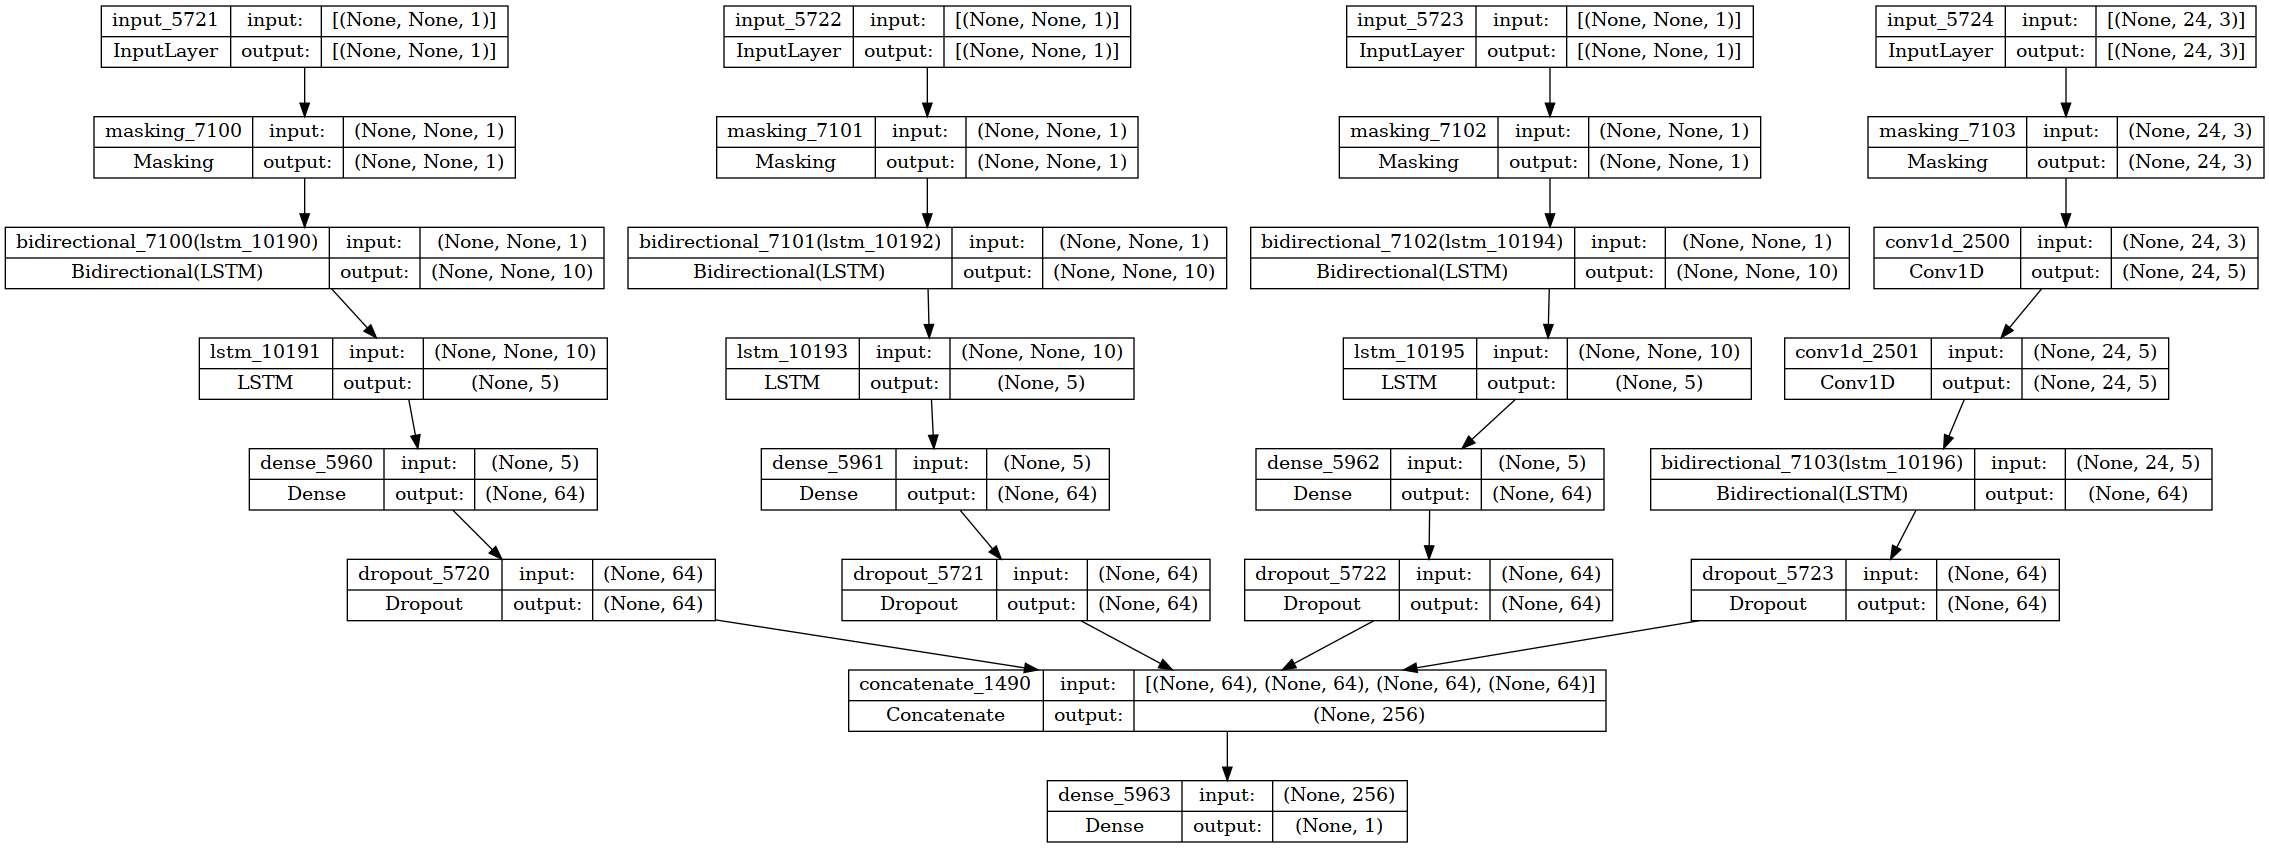 input_5721 input: [(None, None, 1)]
InputLayer output: [(None, None, 1)]
input_5722 input: [(None, None, 1)]
InputLayer output: [(None, None, 1)]
input_5723 input: [(None, None, 1)]
InputLayer output: [(None, None, 1)]
input_5724 input: [(None, 24, 3)]
InputLayer output: [(None, 24, 3)]
masking_7100 input: (None, None, 1)
Masking output: (None, None, 1)
masking_7101 input: (None, None, 1)
Masking output: (None, None, 1)
masking_7102 input: (None, None, 1)
Masking output: (None, None, 1)
masking_7103 input: (None, 24, 3)
Masking output: (None, 24, 3)
bidirectional_7100(lstm_10190) input: (None, None, 1)
Bidirectional(LSTM) output: (None, None, 10)
bidirectional_7101(lstm_10192) input: (None, None, 1)
Bidirectional(LSTM) output: (None, None, 10)
bidirectional_7102(lstm_10194) input: (None, None, 1)
Bidirectional(LSTM) output: (None, None, 10)
conv1d_2500 input: (None, 24, 3)
Conv1D output: (None, 24, 5)
lstm_10191 input: (None, None, 10)
LSTM output: (None, 5)
lstm_10193 input: (None, None, 10)
LSTM output: (None, 5)
lstm_10195 input: (None, None, 10)
LSTM output: (None, 5)
conv1d_2501 input: (None, 24, 5)
Conv1D output: (None, 24, 5)
dense_5960 input: (None, 5)
Dense output: (None, 64)
dense_5961 input: (None, 5)
Dense output: (None, 64)
dense_5962 input: (None, 5)
Dense output: (None, 64)
bidirectional_7103(lstm_10196) input: (None, 24, 5)
Bidirectional(LSTM) output: (None, 64)
dropout_5720 input: (None, 64)
Dropout output: (None, 64)
dropout_5721 input: (None, 64)
Dropout output: (None, 64)
dropout_5722 input: (None, 64)
Dropout output: (None, 64)
dropout_5723 input: (None, 64)
Dropout output: (None, 64)
concatenate_1490 input: [(None, 64), (None, 64), (None, 64), (None, 64)]
Concatenate output: (None, 256)
dense_5963 input: (None, 256)
Dense output: (None, 1)